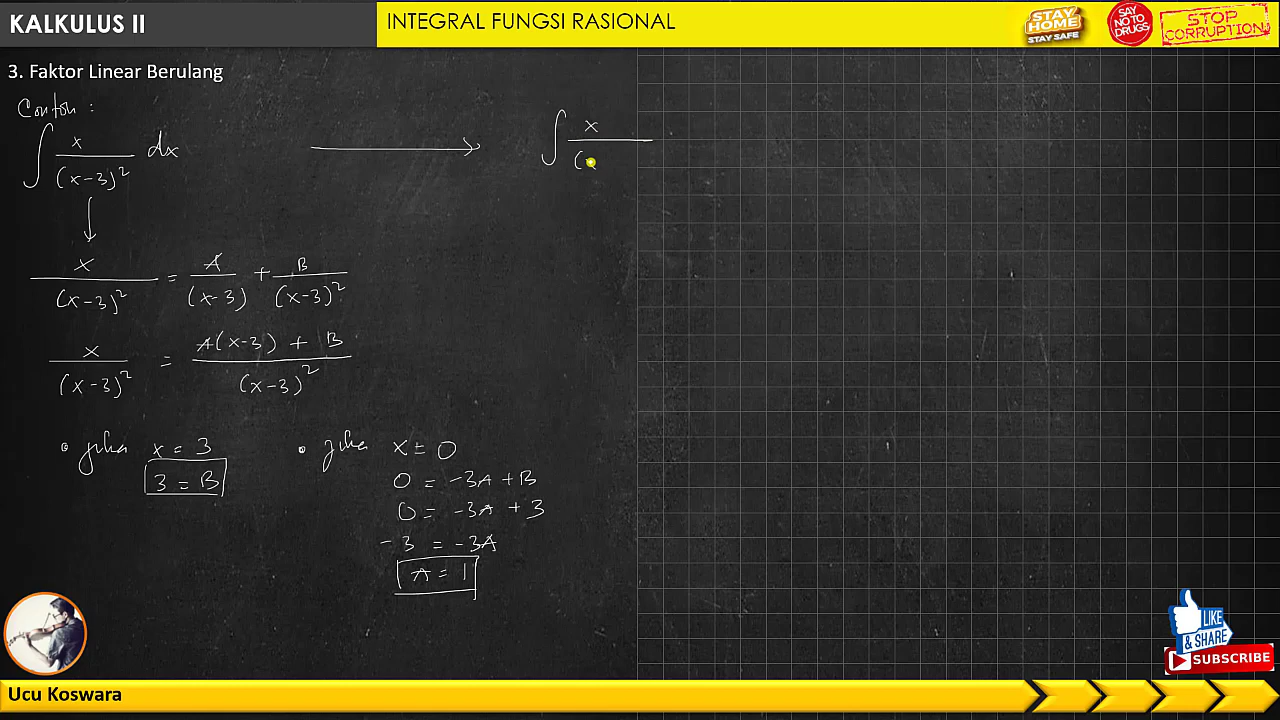 KALKULUS II
INTEGRAL FUNGSI RASIONAL
STAY HOME STAY SAFE
SAY NO TO DRUGS
STOP CORRUPTION
3. Faktor Linear Berulang
Contoh :
∫ x/(x-3)² dx ⟶ ∫ x/(
↓
x/(x-3)² = A/(x-3) + B/(x-3)²
x/(x-3)² = (A(x-3) + B)/(x-3)²
• jika x = 3
3 = B
• jika x = 0
0 = -3A + B
0 = -3A + 3
-3 = -3A
A = 1
LIKE & SHARE
SUBSCRIBE
Ucu Koswara